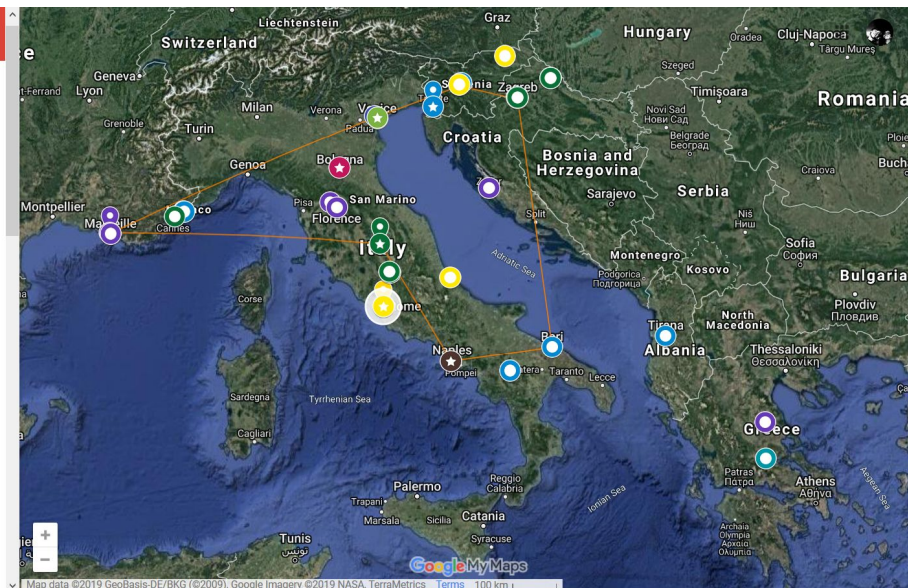 Graz
Liechtenstein
Hungary
Oradea
Cluj-Napoca
Târgu Mureș
Switzerland
Geneva
Lyon
Szeged
Timișoara
Romania
Zagreb
Milan
Verona
Venice
Padua
Grenoble
Turin
Novi Sad
Нови Сад
Belgrade
Београд
Croatia
Bosnia and
Herzegovina
Genoa
Bologna
Craiova
Sarajevo
Serbia
Montpellier
Pisa
San Marino
Florence
Marseille
Cannes
Split
Niš
Ниш
Sofia
София
Italy
Adriatic Sea
Montenegro
Kosovo
Podgorica
Подгорица
Bulgaria
Corse
Rome
Plovdiv
Пловдив
North
Macedonia
Tirana
Albania
Bari
Naples
Pompei
Taranto
Lecce
Thessaloniki
Θεσσαλονίκη
Sardegna
Tyrrhenian Sea
Cagliari
Greece
Patras
Πάτρα
Athens
Αθήνα
Aegean Sea
Palermo
Reggio
Calabria
Ionian Sea
Trapani
Marsala
Sicilia
Catania
Syracuse
Archaia
Olympia
Αρχαία
Ολυμπία
Tunis
تونس
Google My Maps
Map data ©2019 GeoBasis-DE/BKG (©2009), Google Imagery ©2019 NASA, TerraMetrics Terms 100 km